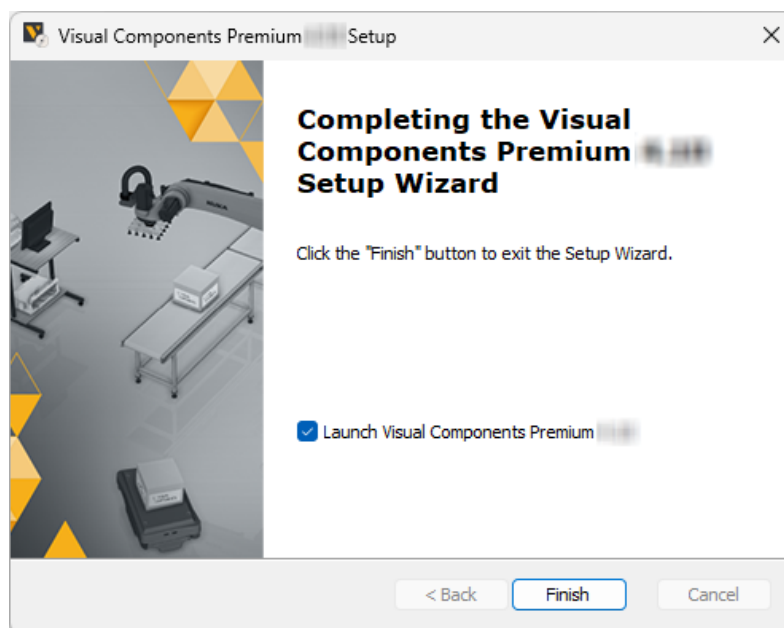 Visual Components Premium Setup
Completing the Visual
Components Premium
Setup Wizard
Click the "Finish" button to exit the Setup Wizard.
Launch Visual Components Premium
< Back
Finish
Cancel